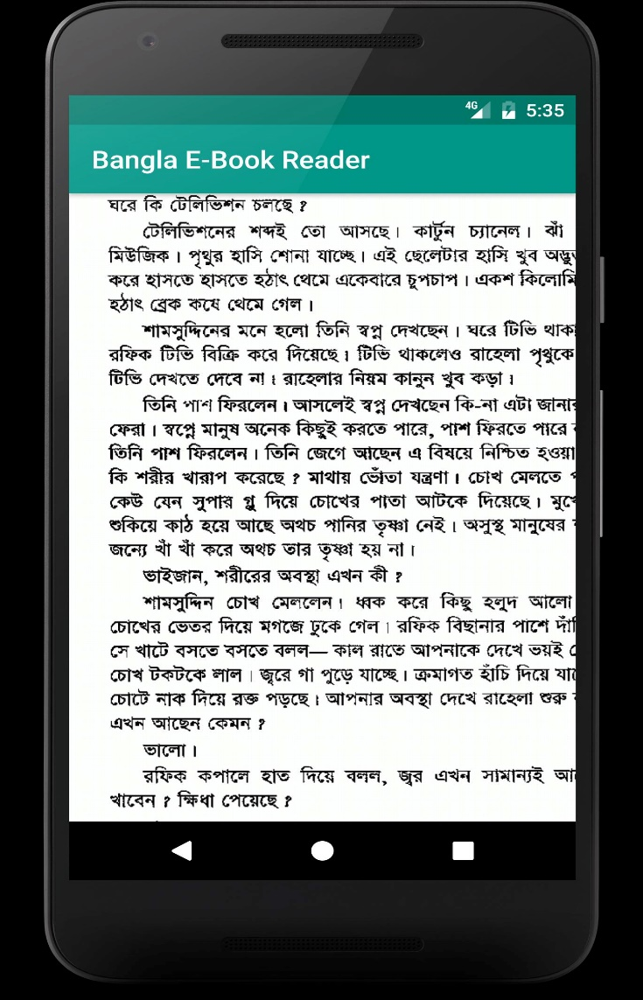 4G 5:35
Bangla E-Book Reader
ঘরে কি টেলিভিশন চলছে ?
টেলিভিশনের শব্দই তো আসছে। কার্টুন চ্যানেল। ঝাঁ
মিউজিক। পৃথুর হাসি শোনা যাচ্ছে। এই ছেলেটার হাসি খুব
করে হাসতে হাসতে হঠাৎ থেমে একেবারে চুপচাপ। একশ
হঠাৎ ব্রেক কষে থেমে গেল।
শামসুদ্দিনের মনে হলো তিনি স্বপ্ন দেখছেন। ঘরে টিভি
রফিক টিভি বিক্রি করে দিয়েছে। টিভি থাকলেও রাহেলা পৃথুকে
টিভি দেখতে দেবে না। রাহেলার নিয়ম কানুন খুব কড়া।
তিনি পাশ ফিরলেন। আসলেই স্বপ্ন দেখছেন কি-না এটা
ফেরা। স্বপ্নে মানুষ অনেক কিছুই করতে পারে, পাশ ফিরতে পারে
তিনি পাশ ফিরলেন। তিনি জেগে আছেন এ বিষয়ে নিশ্চিত হওয়া
কি শরীর খারাপ করেছে ? মাথায় ভোঁতা যন্ত্রণা। চোখ মেলতে
কেউ যেন সুপার গ্লু দিয়ে চোখের পাতা আটকে দিয়েছে।
শুকিয়ে কাঠ হয়ে আছে অথচ পানির তৃষ্ণা নেই। অসুস্থ মানুষের
জন্যে খাঁ খাঁ করে অথচ তার তৃষ্ণা হয় না।
ভাইজান, শরীরের অবস্থা এখন কী ?
শামসুদ্দিন চোখ মেললেন। ধ্বক করে কিছু হলুদ আলো
চোখের ভেতর দিয়ে মগজে ঢুকে গেল। রফিক বিছানার পাশে
সে খাটে বসতে বসতে বলল— কাল রাতে আপনাকে দেখে ভয়ই
চোখ টকটকে লাল। জ্বরে গা পুড়ে যাচ্ছে। ক্রমাগত হাঁচি দিয়ে
চোটে নাক দিয়ে রক্ত পড়ছে। আপনার অবস্থা দেখে রাহেলা শুরু
এখন আছেন কেমন ?
ভালো।
রফিক কপালে হাত দিয়ে বলল, জ্বর এখন সামান্যই
খাবেন ? ক্ষিধা পেয়েছে ?